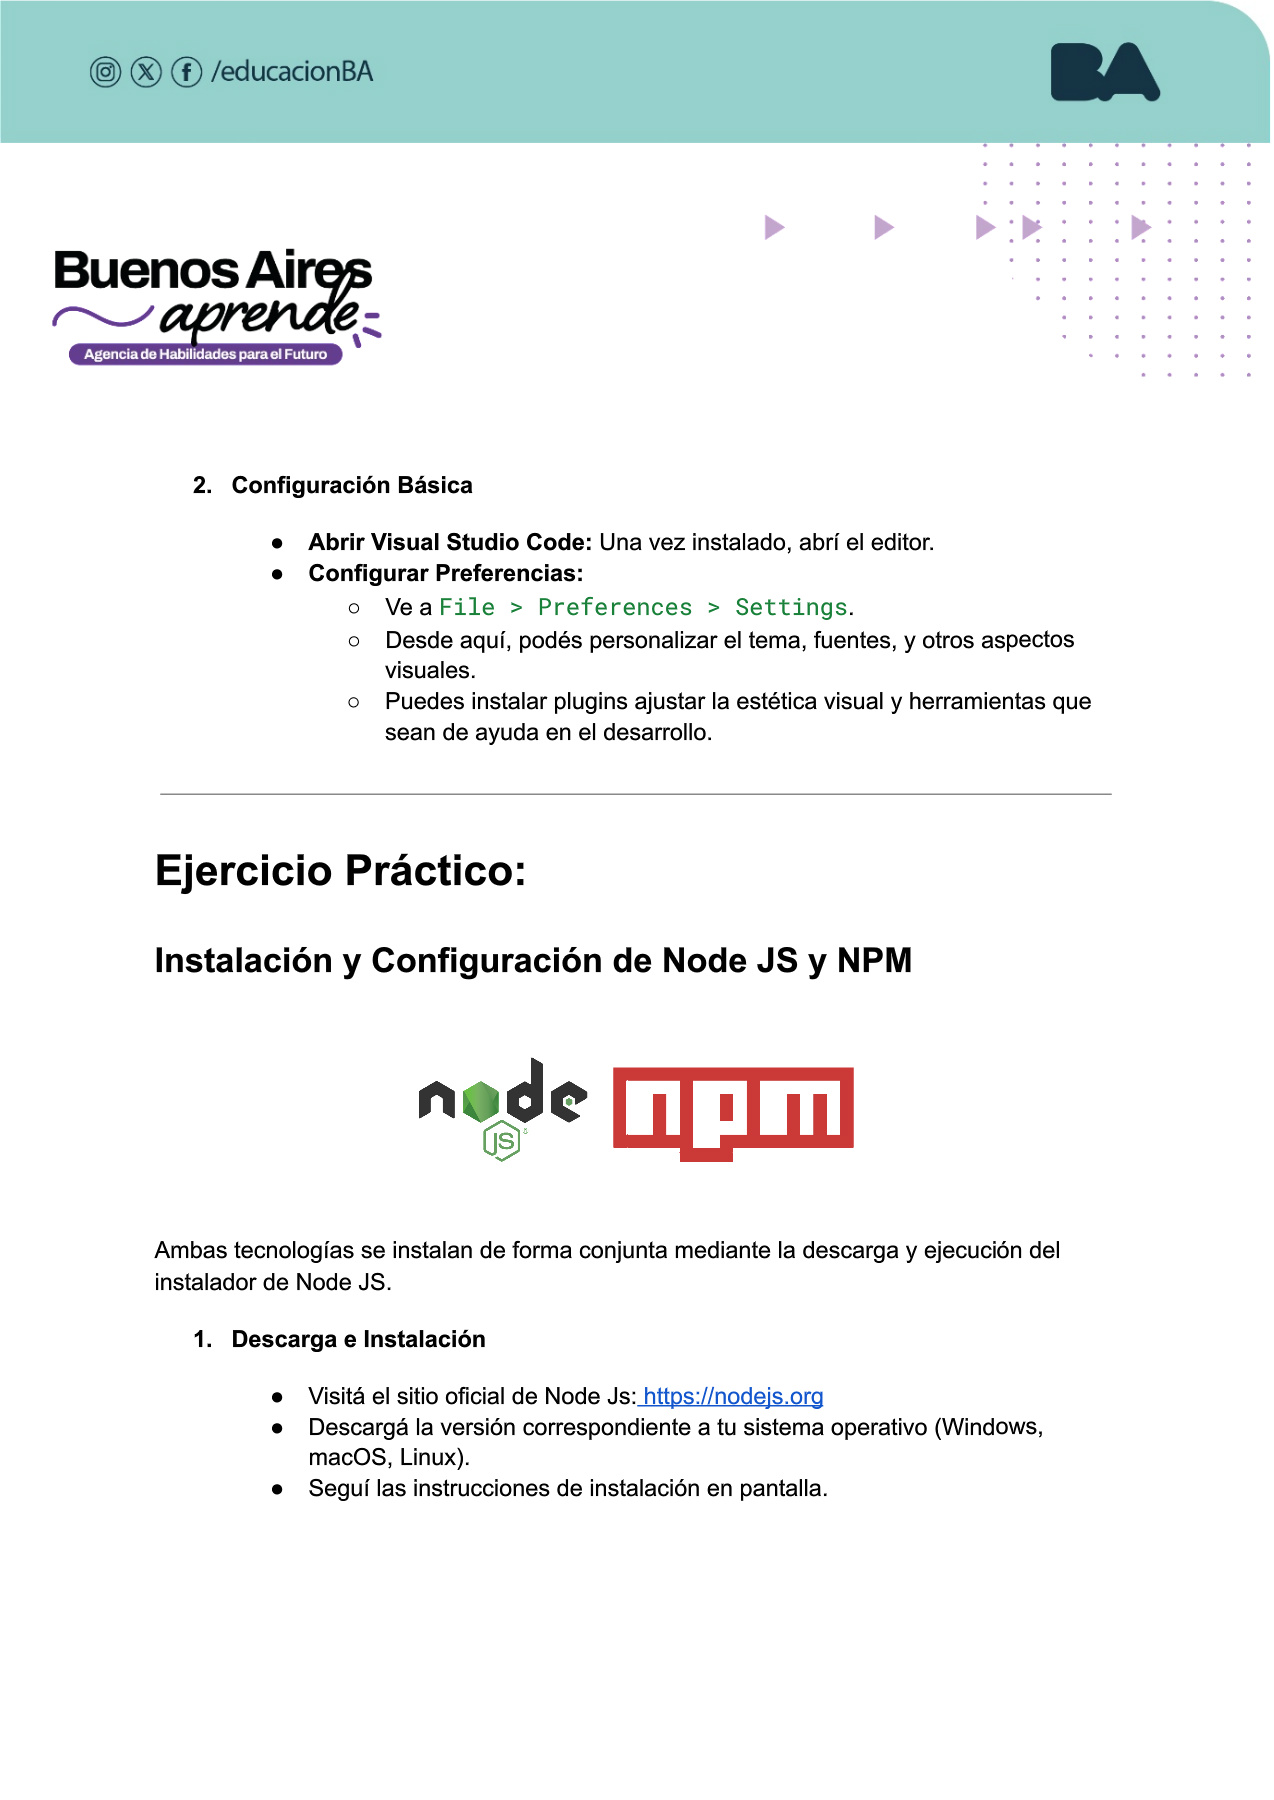 /educacionBA
BA
Buenos Aires
aprende
Agencia de Habilidades para el Futuro
2. Configuración Básica
● Abrir Visual Studio Code: Una vez instalado, abrí el editor.
● Configurar Preferencias:
○ Ve a File > Preferences > Settings.
○ Desde aquí, podés personalizar el tema, fuentes, y otros aspectos
visuales.
○ Puedes instalar plugins ajustar la estética visual y herramientas que
sean de ayuda en el desarrollo.
Ejercicio Práctico:
Instalación y Configuración de Node JS y NPM
node
JS
npm
Ambas tecnologías se instalan de forma conjunta mediante la descarga y ejecución del
instalador de Node JS.
1. Descarga e Instalación
● Visitá el sitio oficial de Node Js: https://nodejs.org
● Descargá la versión correspondiente a tu sistema operativo (Windows,
macOS, Linux).
● Seguí las instrucciones de instalación en pantalla.